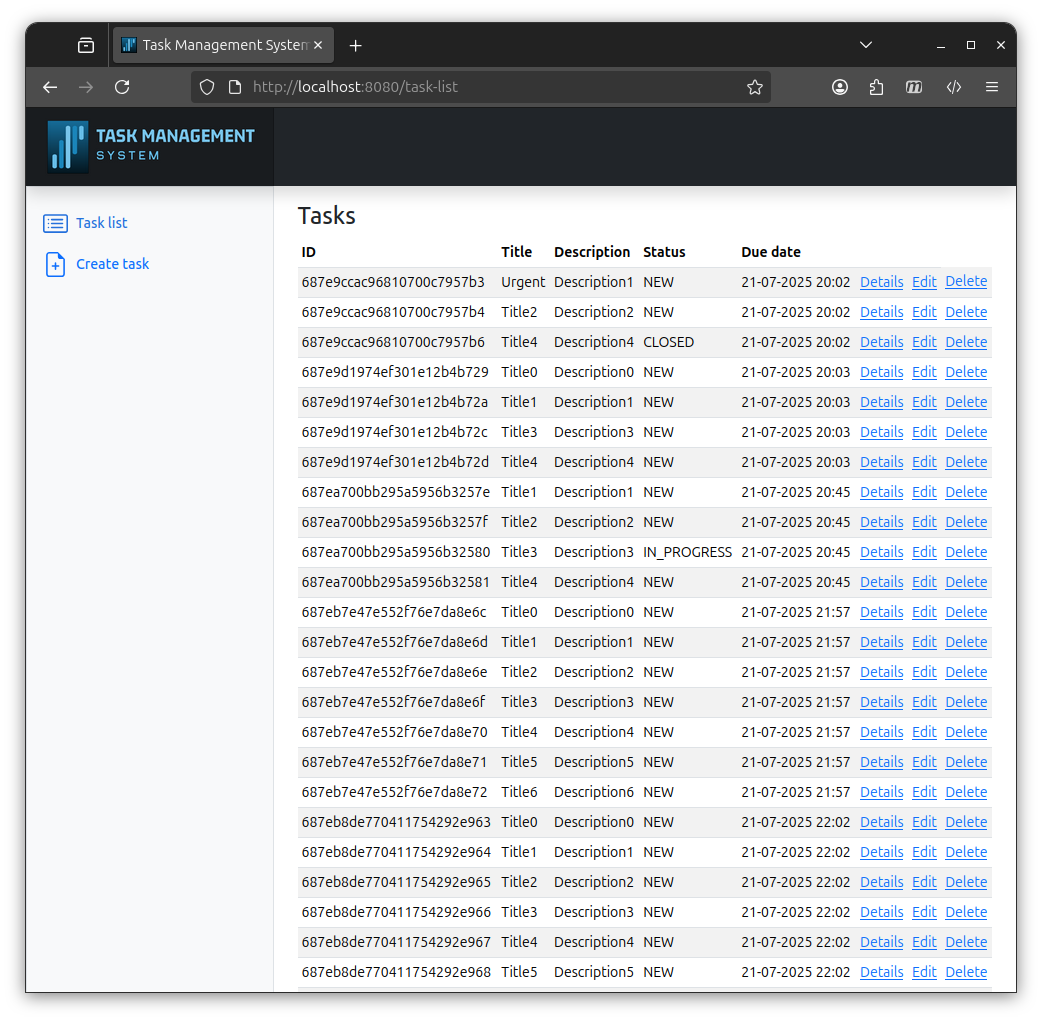 Task Management System
http://localhost:8080/task-list
TASK MANAGEMENT
SYSTEM
Task list
Create task
Tasks
ID Title Description Status Due date
687e9ccac96810700c7957b3 Urgent Description1 NEW 21-07-2025 20:02 Details Edit Delete
687e9ccac96810700c7957b4 Title2 Description2 NEW 21-07-2025 20:02 Details Edit Delete
687e9ccac96810700c7957b6 Title4 Description4 CLOSED 21-07-2025 20:02 Details Edit Delete
687e9d1974ef301e12b4b729 Title0 Description0 NEW 21-07-2025 20:03 Details Edit Delete
687e9d1974ef301e12b4b72a Title1 Description1 NEW 21-07-2025 20:03 Details Edit Delete
687e9d1974ef301e12b4b72c Title3 Description3 NEW 21-07-2025 20:03 Details Edit Delete
687e9d1974ef301e12b4b72d Title4 Description4 NEW 21-07-2025 20:03 Details Edit Delete
687ea700bb295a5956b3257e Title1 Description1 NEW 21-07-2025 20:45 Details Edit Delete
687ea700bb295a5956b3257f Title2 Description2 NEW 21-07-2025 20:45 Details Edit Delete
687ea700bb295a5956b32580 Title3 Description3 IN_PROGRESS 21-07-2025 20:45 Details Edit Delete
687ea700bb295a5956b32581 Title4 Description4 NEW 21-07-2025 20:45 Details Edit Delete
687eb7e47e552f76e7da8e6c Title0 Description0 NEW 21-07-2025 21:57 Details Edit Delete
687eb7e47e552f76e7da8e6d Title1 Description1 NEW 21-07-2025 21:57 Details Edit Delete
687eb7e47e552f76e7da8e6e Title2 Description2 NEW 21-07-2025 21:57 Details Edit Delete
687eb7e47e552f76e7da8e6f Title3 Description3 NEW 21-07-2025 21:57 Details Edit Delete
687eb7e47e552f76e7da8e70 Title4 Description4 NEW 21-07-2025 21:57 Details Edit Delete
687eb7e47e552f76e7da8e71 Title5 Description5 NEW 21-07-2025 21:57 Details Edit Delete
687eb7e47e552f76e7da8e72 Title6 Description6 NEW 21-07-2025 21:57 Details Edit Delete
687eb8de770411754292e963 Title0 Description0 NEW 21-07-2025 22:02 Details Edit Delete
687eb8de770411754292e964 Title1 Description1 NEW 21-07-2025 22:02 Details Edit Delete
687eb8de770411754292e965 Title2 Description2 NEW 21-07-2025 22:02 Details Edit Delete
687eb8de770411754292e966 Title3 Description3 NEW 21-07-2025 22:02 Details Edit Delete
687eb8de770411754292e967 Title4 Description4 NEW 21-07-2025 22:02 Details Edit Delete
687eb8de770411754292e968 Title5 Description5 NEW 21-07-2025 22:02 Details Edit Delete